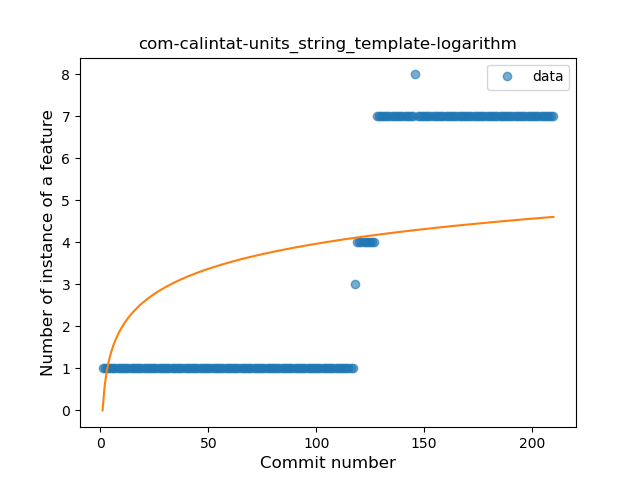 com-calintat-units_string_template-logarithm
data
Number of instance of a feature
8
7
6
5
4
3
2
1
0
0 50 100 150 200
Commit number